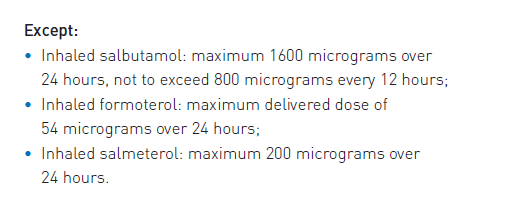 Except:
• Inhaled salbutamol: maximum 1600 micrograms over
24 hours, not to exceed 800 micrograms every 12 hours;
• Inhaled formoterol: maximum delivered dose of
54 micrograms over 24 hours;
• Inhaled salmeterol: maximum 200 micrograms over
24 hours.